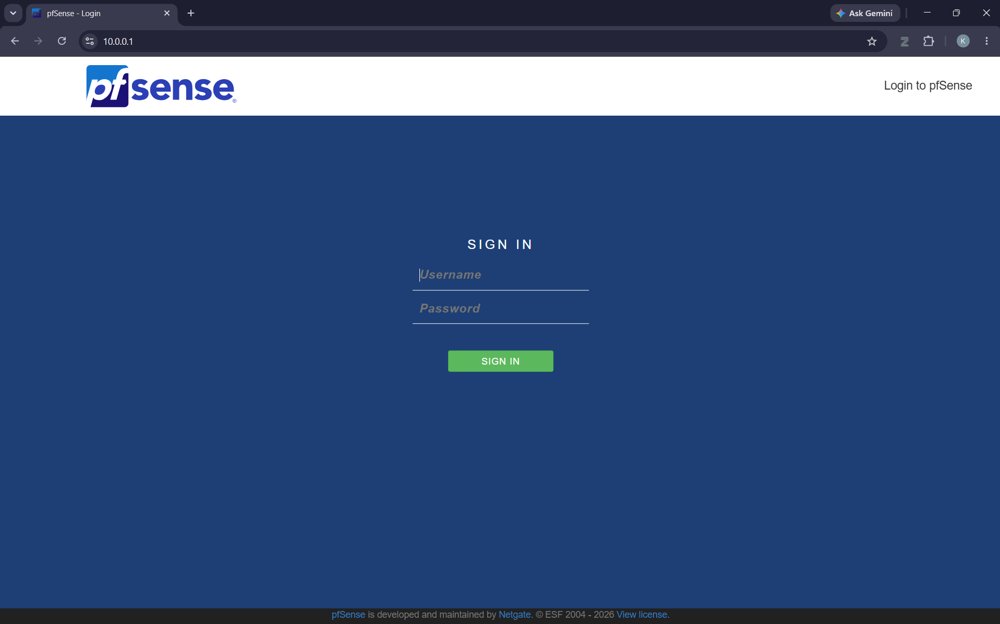 pfSense - Login
Ask Gemini
10.0.0.1
Z
K
pfsense®
Login to pfSense
SIGN IN
Username
Password
SIGN IN
pfSense is developed and maintained by Netgate. © ESF 2004 - 2026 View license.